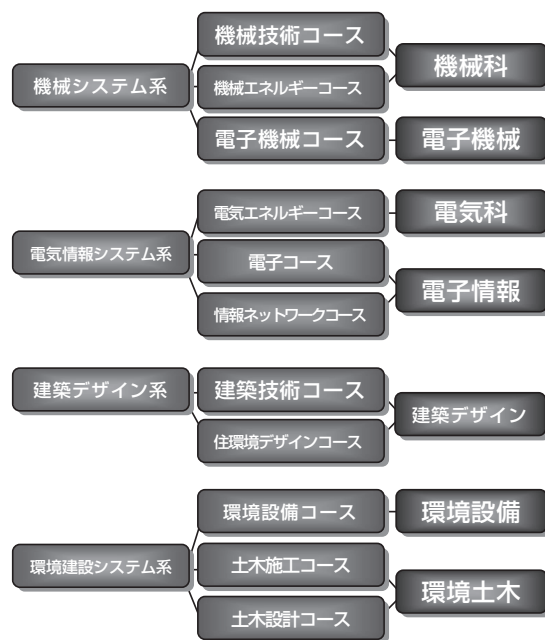 機械システム系
機械技術コース
機械エネルギーコース
電子機械コース
機械科
電子機械
電気情報システム系
電気エネルギーコース
電子コース
情報ネットワークコース
電気科
電子情報
建築デザイン系
建築技術コース
住環境デザインコース
建築デザイン
環境建設システム系
環境設備コース
土木施工コース
土木設計コース
環境設備
環境土木